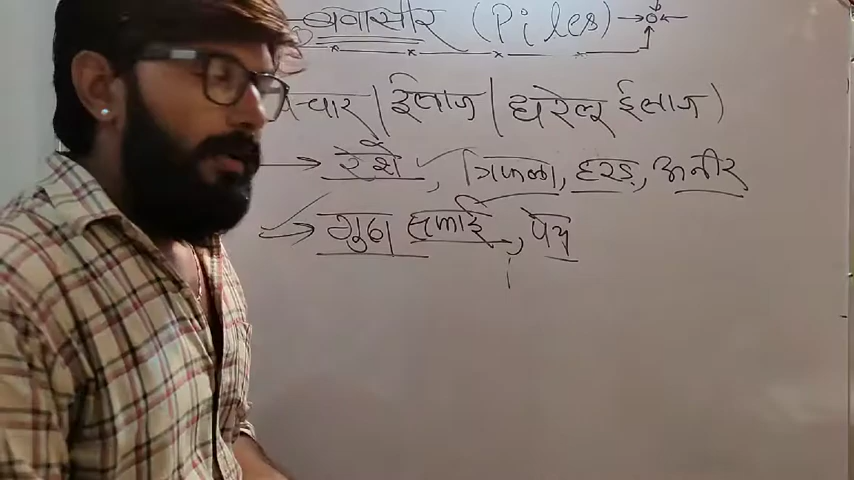 बवासीर (Piles)
चार | ईलाज | घरेलू ईलाज)
→ रेशे, त्रिफला, हरड, अनीर
→ गुदा सफाई, पेय